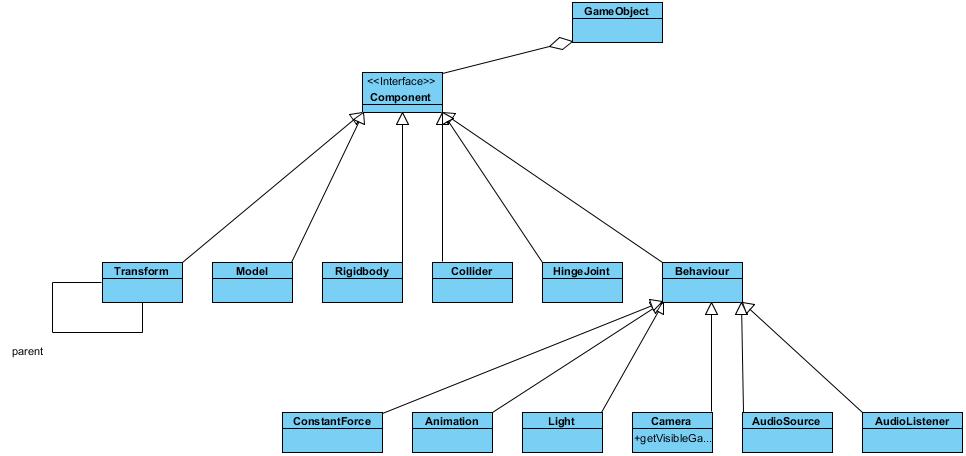 GameObject
<<Interface>>
Component
Transform
Model
Rigidbody
Collider
HingeJoint
Behaviour
parent
ConstantForce
Animation
Light
Camera
+getVisibleGa...
AudioSource
AudioListener